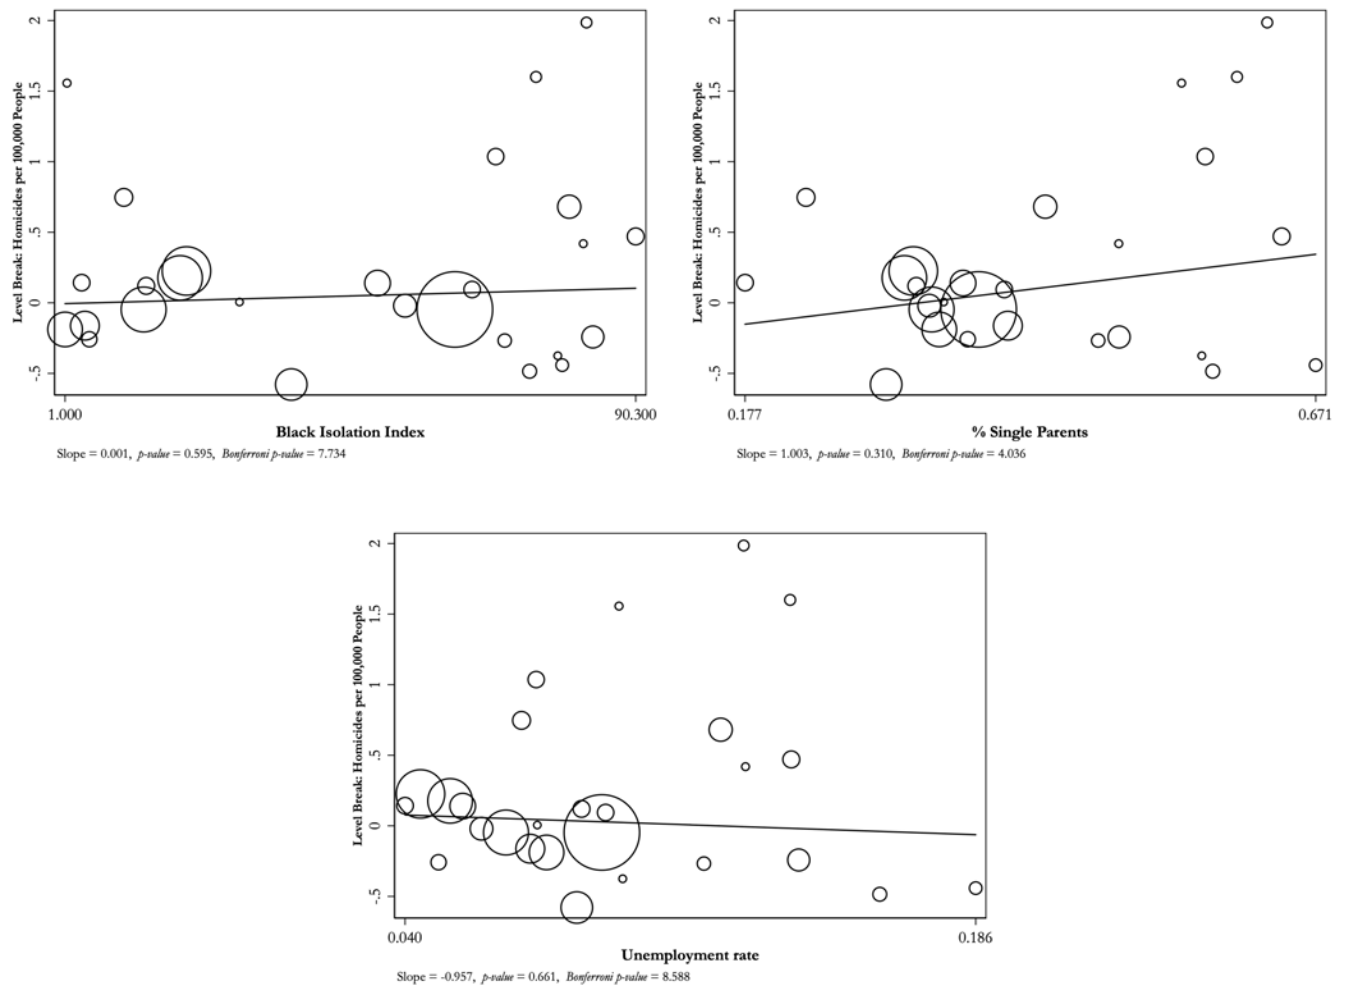 Level Break: Homicides per 100,000 People
2
1.5
1
.5
0
-.5
1.000
90.300
Black Isolation Index
Slope = 0.001, p-value = 0.595, Bonferroni p-value = 7.734
Level Break: Homicides per 100,000 People
2
1.5
1
.5
0
-.5
0.177
0.671
% Single Parents
Slope = 1.003, p-value = 0.310, Bonferroni p-value = 4.036
Level Break: Homicides per 100,000 People
2
1.5
1
.5
0
-.5
0.040
0.186
Unemployment rate
Slope = -0.957, p-value = 0.661, Bonferroni p-value = 8.588